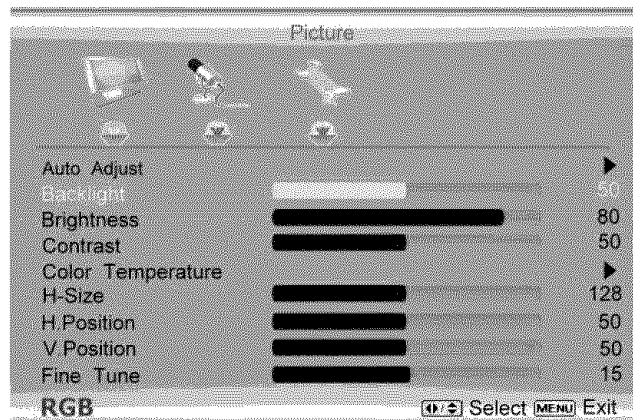 Picture
Auto Adjust
Backlight 50
Brightness 80
Contrast 50
Color Temperature
H-Size 128
H.Position 50
V.Position 50
Fine Tune 15
RGB Select MENU Exit